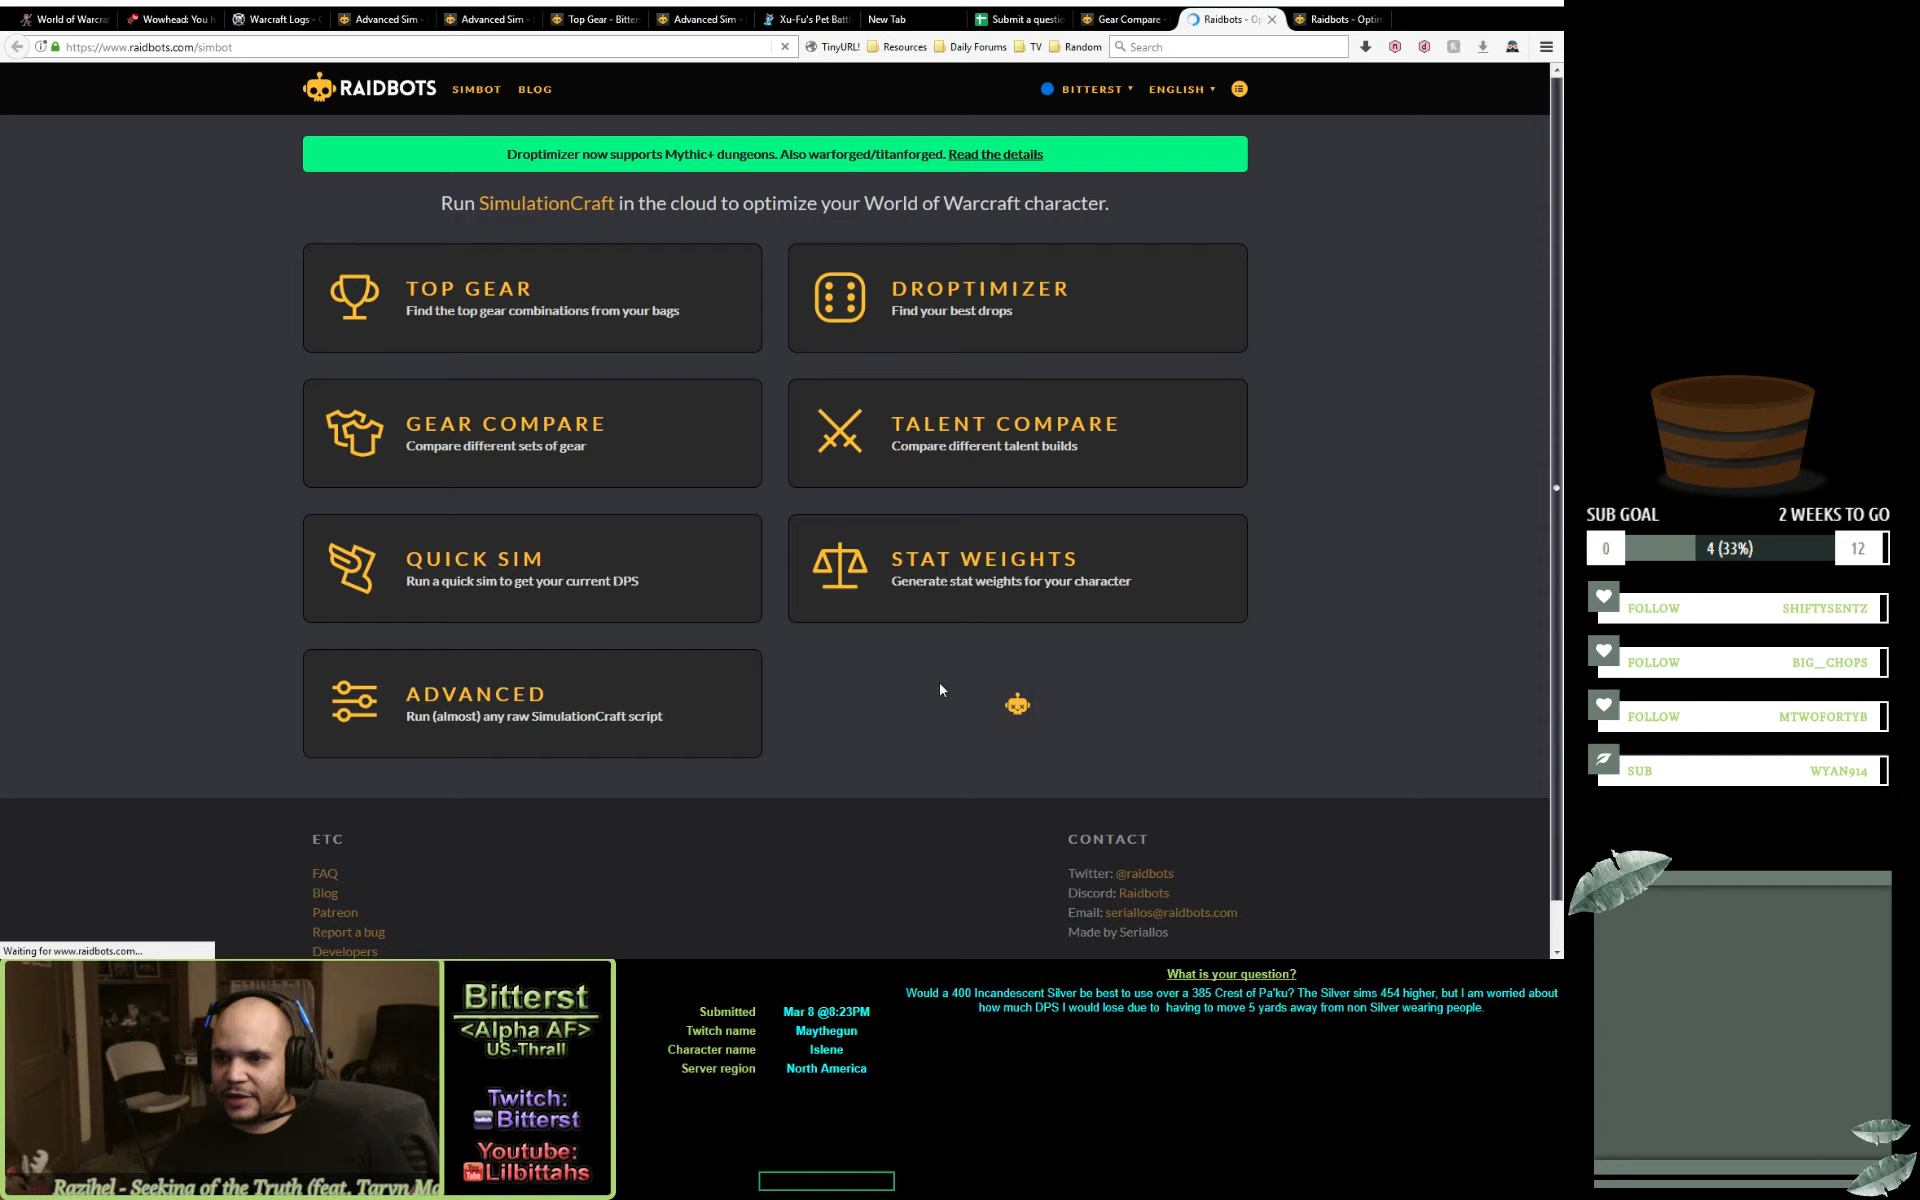 World of Warcra
Wowhead: You h
Warcraft Logs -
Advanced Sim -
Advanced Sim -
Top Gear - Bitter
Advanced Sim -
Xu-Fu's Pet Batt
New Tab
Submit a questio
Gear Compare -
Raidbots - Op
Raidbots - Optin
https://www.raidbots.com/simbot
TinyURL!
Resources
Daily Forums
TV
Random
Search
RAIDBOTS
SIMBOT
BLOG
BITTERST
ENGLISH
Droptimizer now supports Mythic+ dungeons. Also warforged/titanforged. Read the details
Run SimulationCraft in the cloud to optimize your World of Warcraft character.
TOP GEAR
Find the top gear combinations from your bags
DROPTIMIZER
Find your best drops
GEAR COMPARE
Compare different sets of gear
TALENT COMPARE
Compare different talent builds
QUICK SIM
Run a quick sim to get your current DPS
STAT WEIGHTS
Generate stat weights for your character
ADVANCED
Run (almost) any raw SimulationCraft script
ETC
FAQ
Blog
Patreon
Report a bug
Developers
CONTACT
Twitter: @raidbots
Discord: Raidbots
Email: seriallos@raidbots.com
Made by Seriallos
Waiting for www.raidbots.com...
SUB GOAL
2 WEEKS TO GO
0
4 (33%)
12
FOLLOW SHIFTYSENTZ
FOLLOW BIG__CHOPS
FOLLOW MTWOFORTYB
SUB WYAN914
Bitterst
<Alpha AF>
US-Thrall
Twitch:
Bitterst
Youtube:
Lilbittahs
Razihel - Seeking of the Truth (feat. Taryn Ma
Submitted Mar 8 @8:23PM
Twitch name Maythegun
Character name Islene
Server region North America
What is your question?
Would a 400 Incandescent Silver be best to use over a 385 Crest of Pa'ku? The Silver sims 454 higher, but I am worried about
how much DPS I would lose due to having to move 5 yards away from non Silver wearing people.